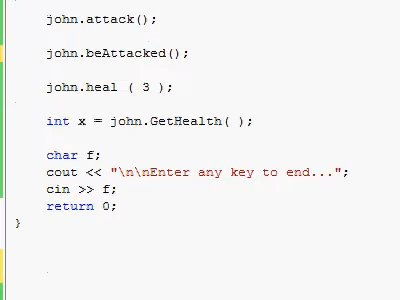 john.attack();
john.beAttacked();
john.heal ( 3 );
int x = john.GetHealth( );
char f;
cout << "\n\nEnter any key to end...";
cin >> f;
return 0;
}